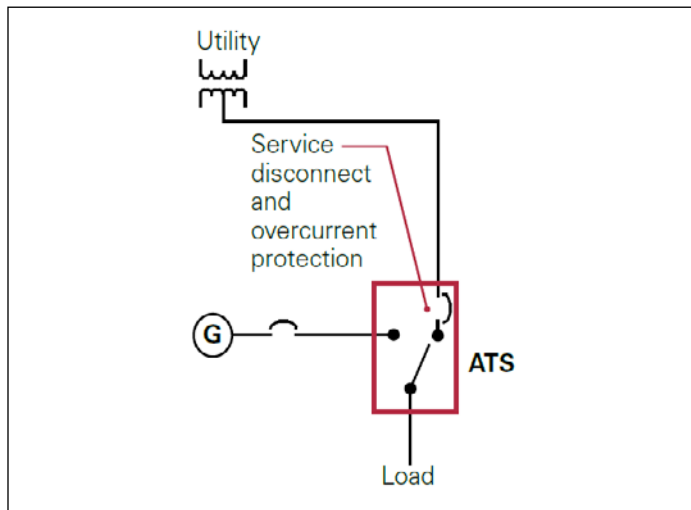 Utility
Service
disconnect
and
overcurrent
protection
G
ATS
Load